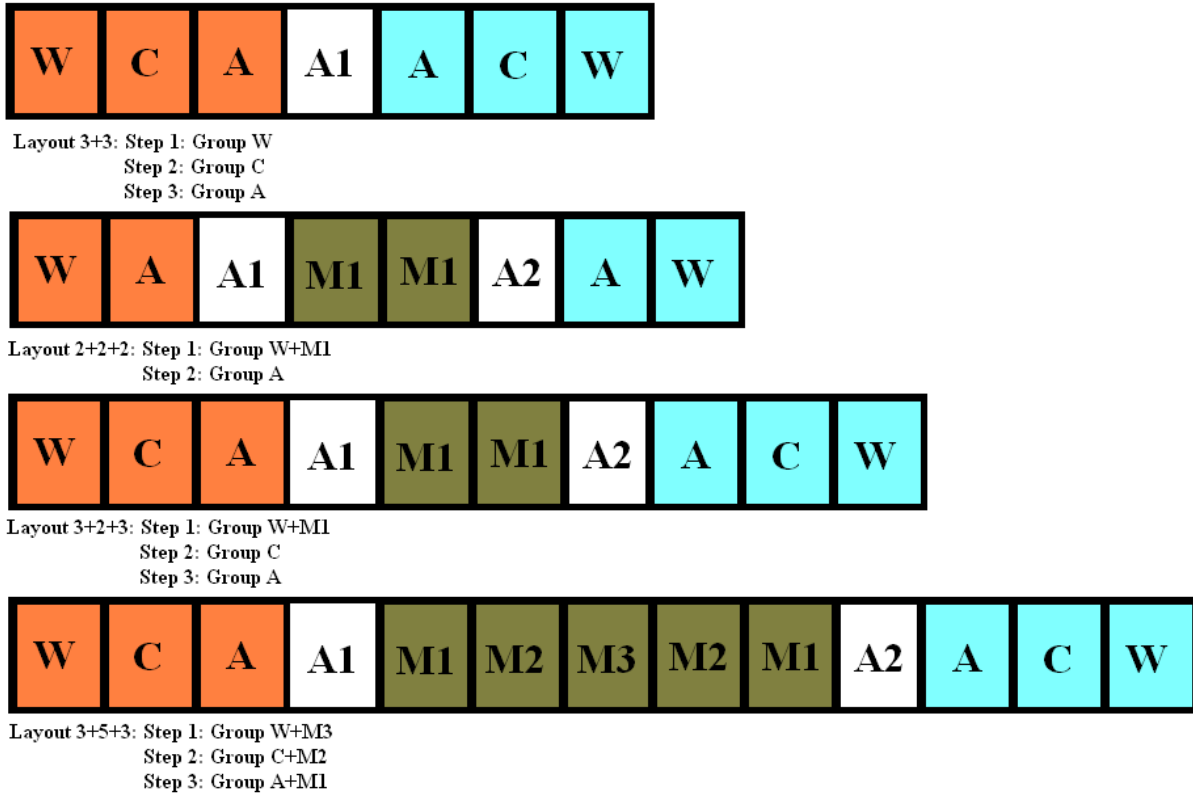 W C A A1 A C W
Layout 3+3: Step 1: Group W
Step 2: Group C
Step 3: Group A
W A A1 M1 M1 A2 A W
Layout 2+2+2: Step 1: Group W+M1
Step 2: Group A
W C A A1 M1 M1 A2 A C W
Layout 3+2+3: Step 1: Group W+M1
Step 2: Group C
Step 3: Group A
W C A A1 M1 M2 M3 M2 M1 A2 A C W
Layout 3+5+3: Step 1: Group W+M3
Step 2: Group C+M2
Step 3: Group A+M1